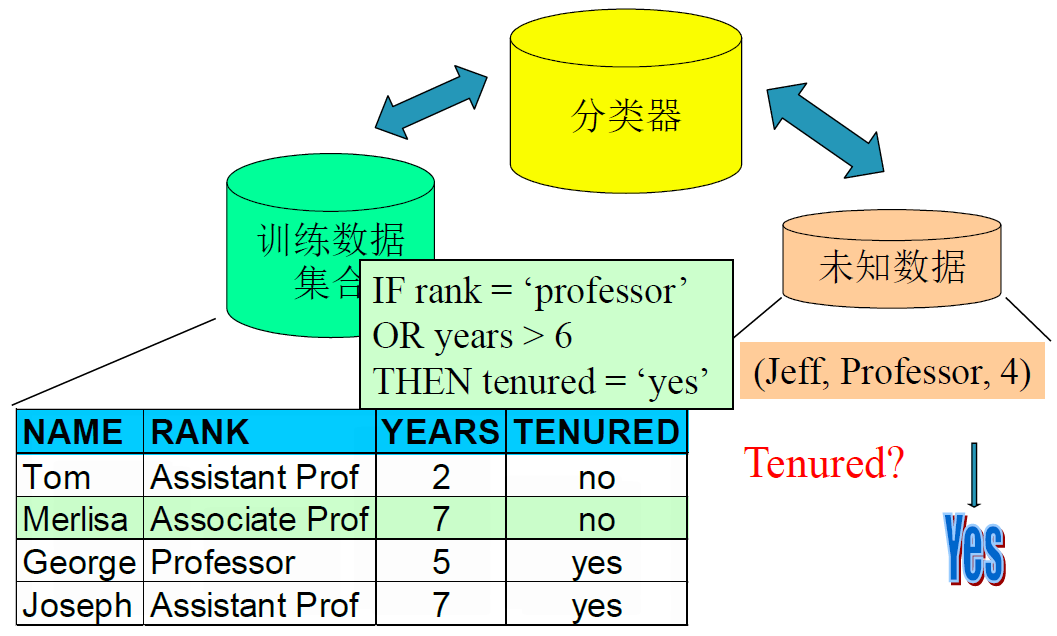 分类器
训练数据
集合
未知数据
IF rank = ‘professor’
OR years > 6
THEN tenured = ‘yes’
(Jeff, Professor, 4)
NAME RANK YEARS TENURED
Tom Assistant Prof 2 no
Merlisa Associate Prof 7 no
George Professor 5 yes
Joseph Assistant Prof 7 yes
Tenured?
Yes